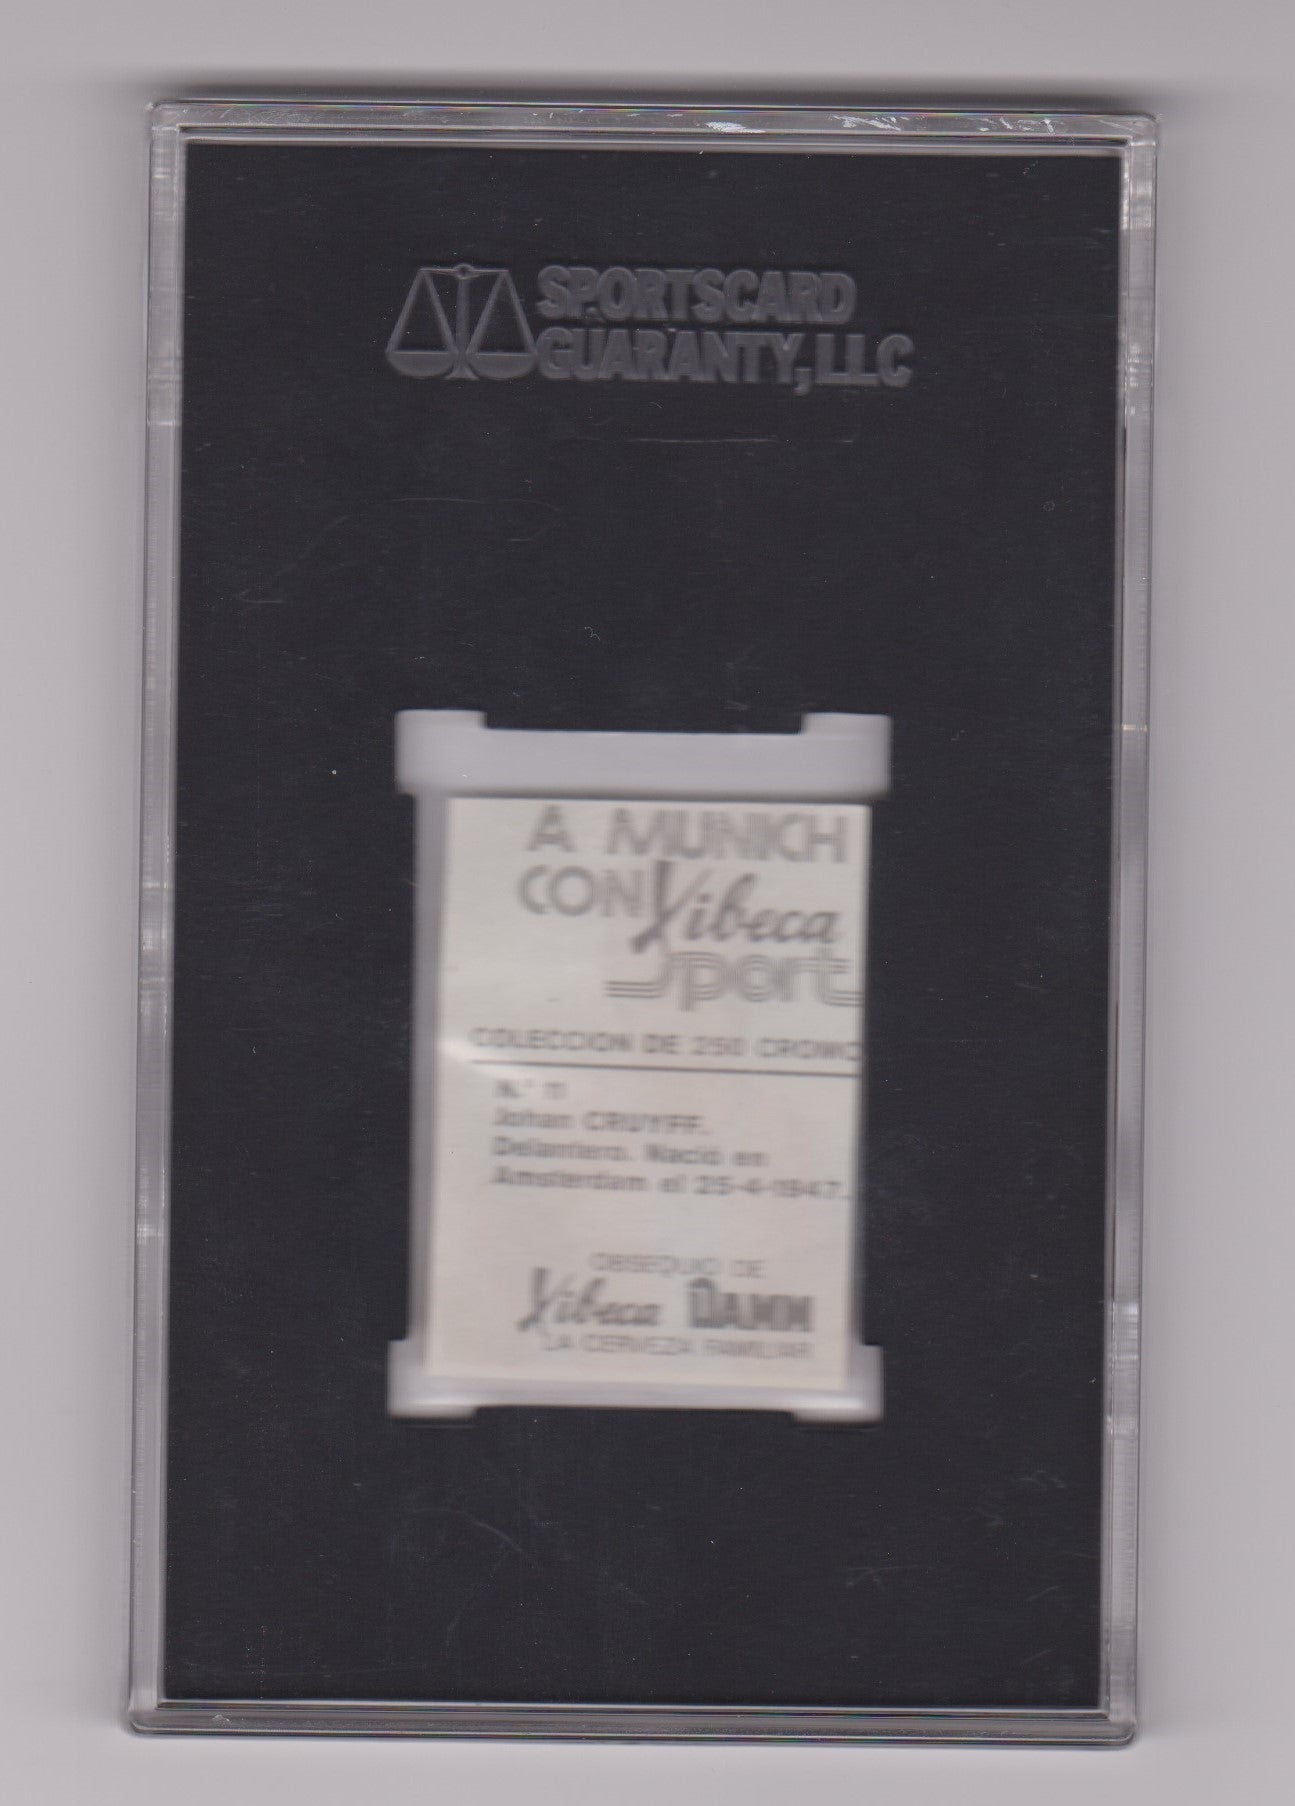 SPORTSCARD
GUARANTY, LLC
A MUNICH
CON Xibeca
Sport
COLECCION DE 250 CROMO
N.° 11
Johan CRUYFF.
Delantero. Nació en
Amsterdam el 25-4-1947.
OBSEQUIO DE
Xibeca DAMM
LA CERVEZA FAMILIAR